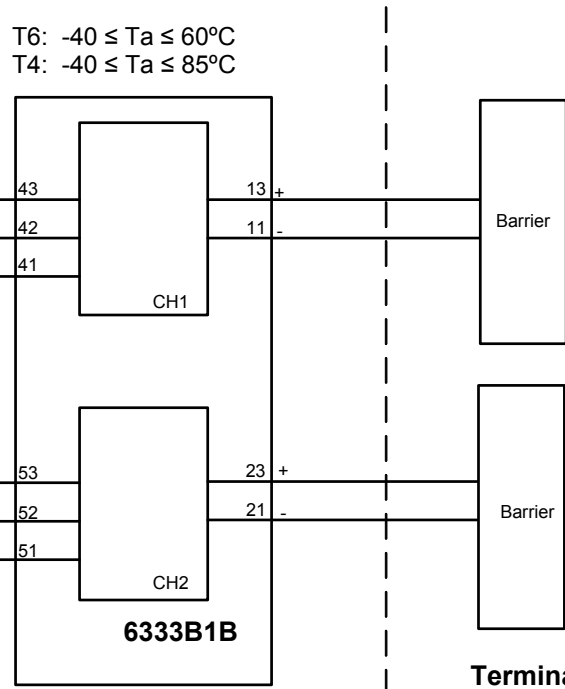 T6: -40 ≤ Ta ≤ 60ºC
T4: -40 ≤ Ta ≤ 85ºC
43 13 +
42 11 -
41
Barrier
CH1
53 23 +
52 21 -
51
Barrier
CH2
6333B1B
Termina